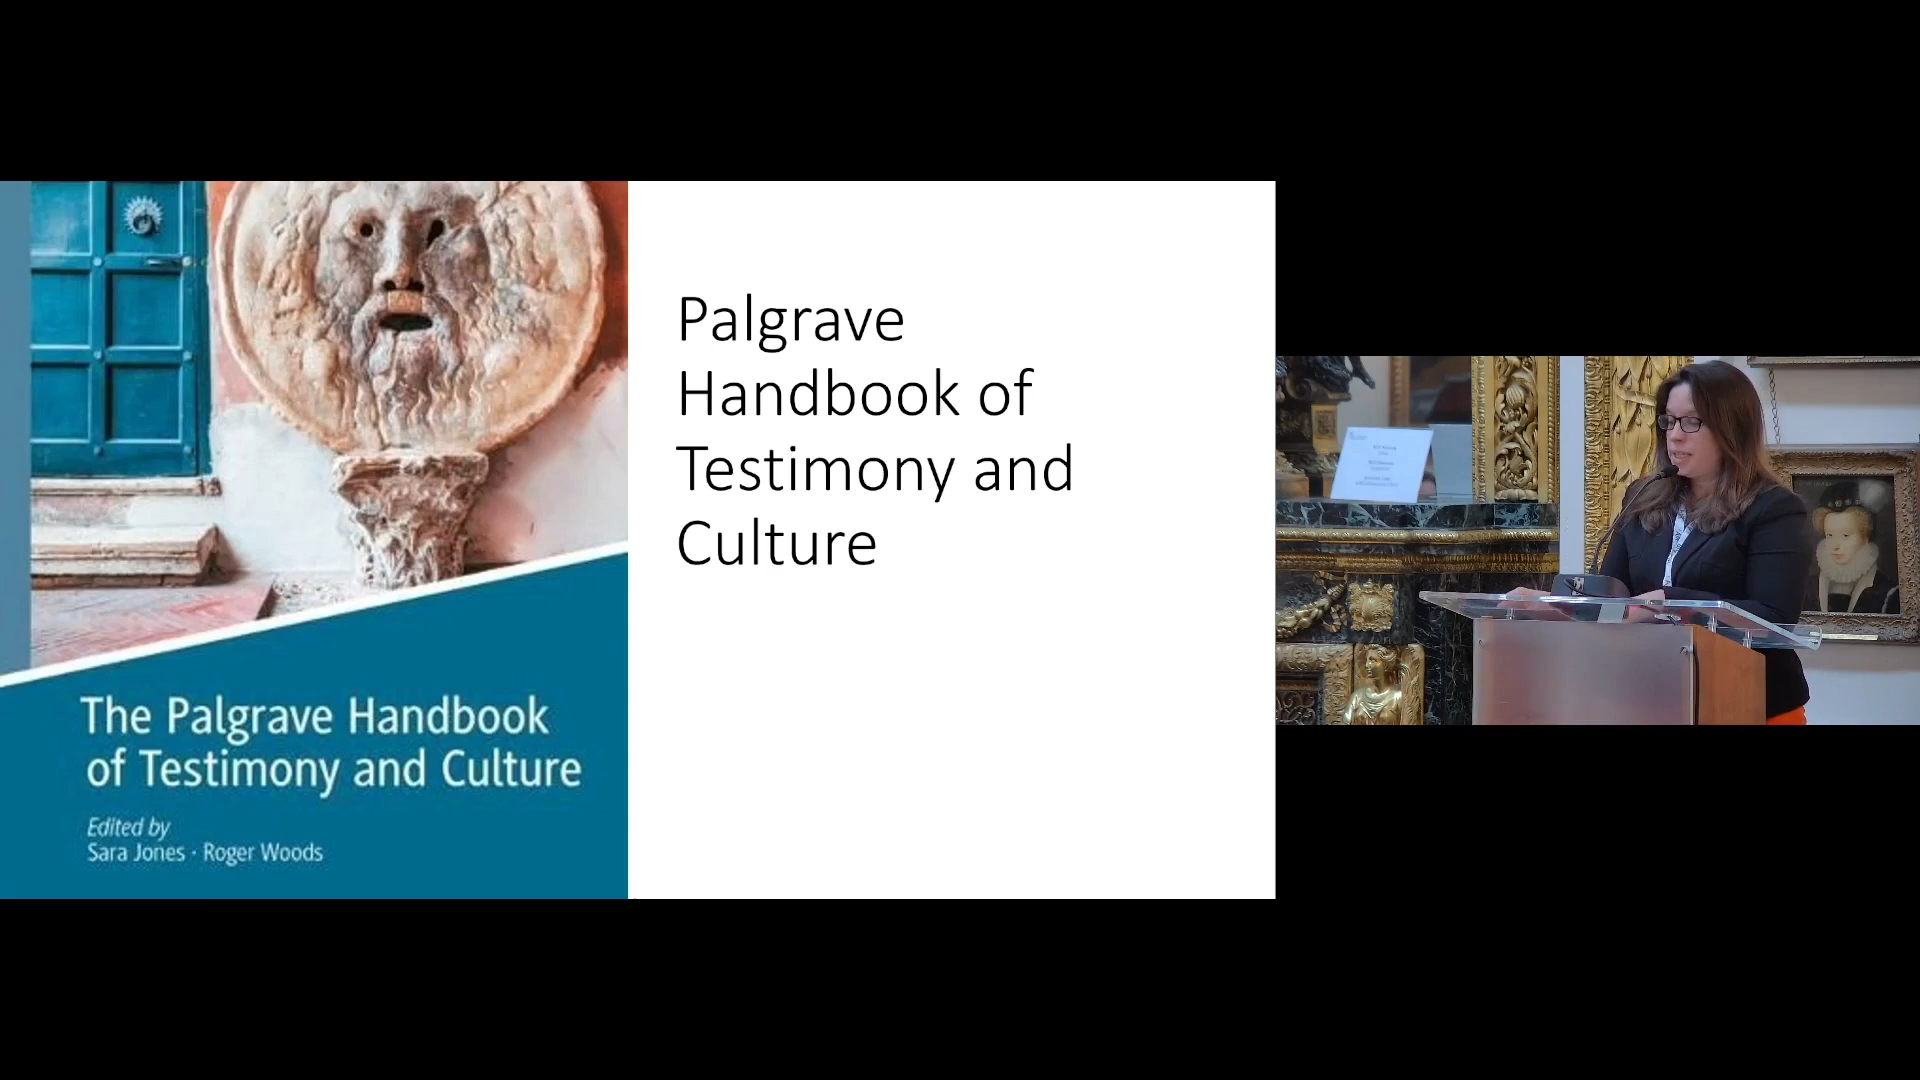 The Palgrave Handbook
of Testimony and Culture
Edited by
Sara Jones · Roger Woods
Palgrave
Handbook of
Testimony and
Culture